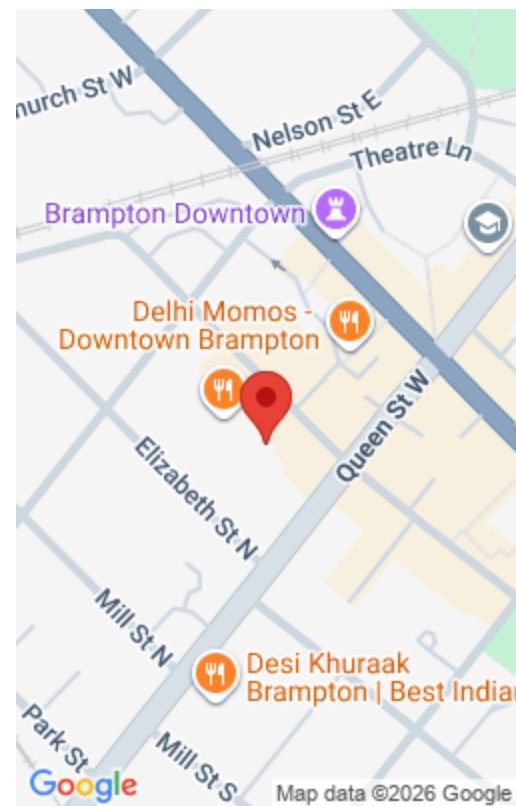 hurch St W
Nelson St E
Theatre Ln
Brampton Downtown
Delhi Momos -
Downtown Brampton
Queen St W
Elizabeth St N
Mill St N
Desi Khuraak
Brampton | Best Indian
Park St
Mill St S
Google
Map data ©2026 Google